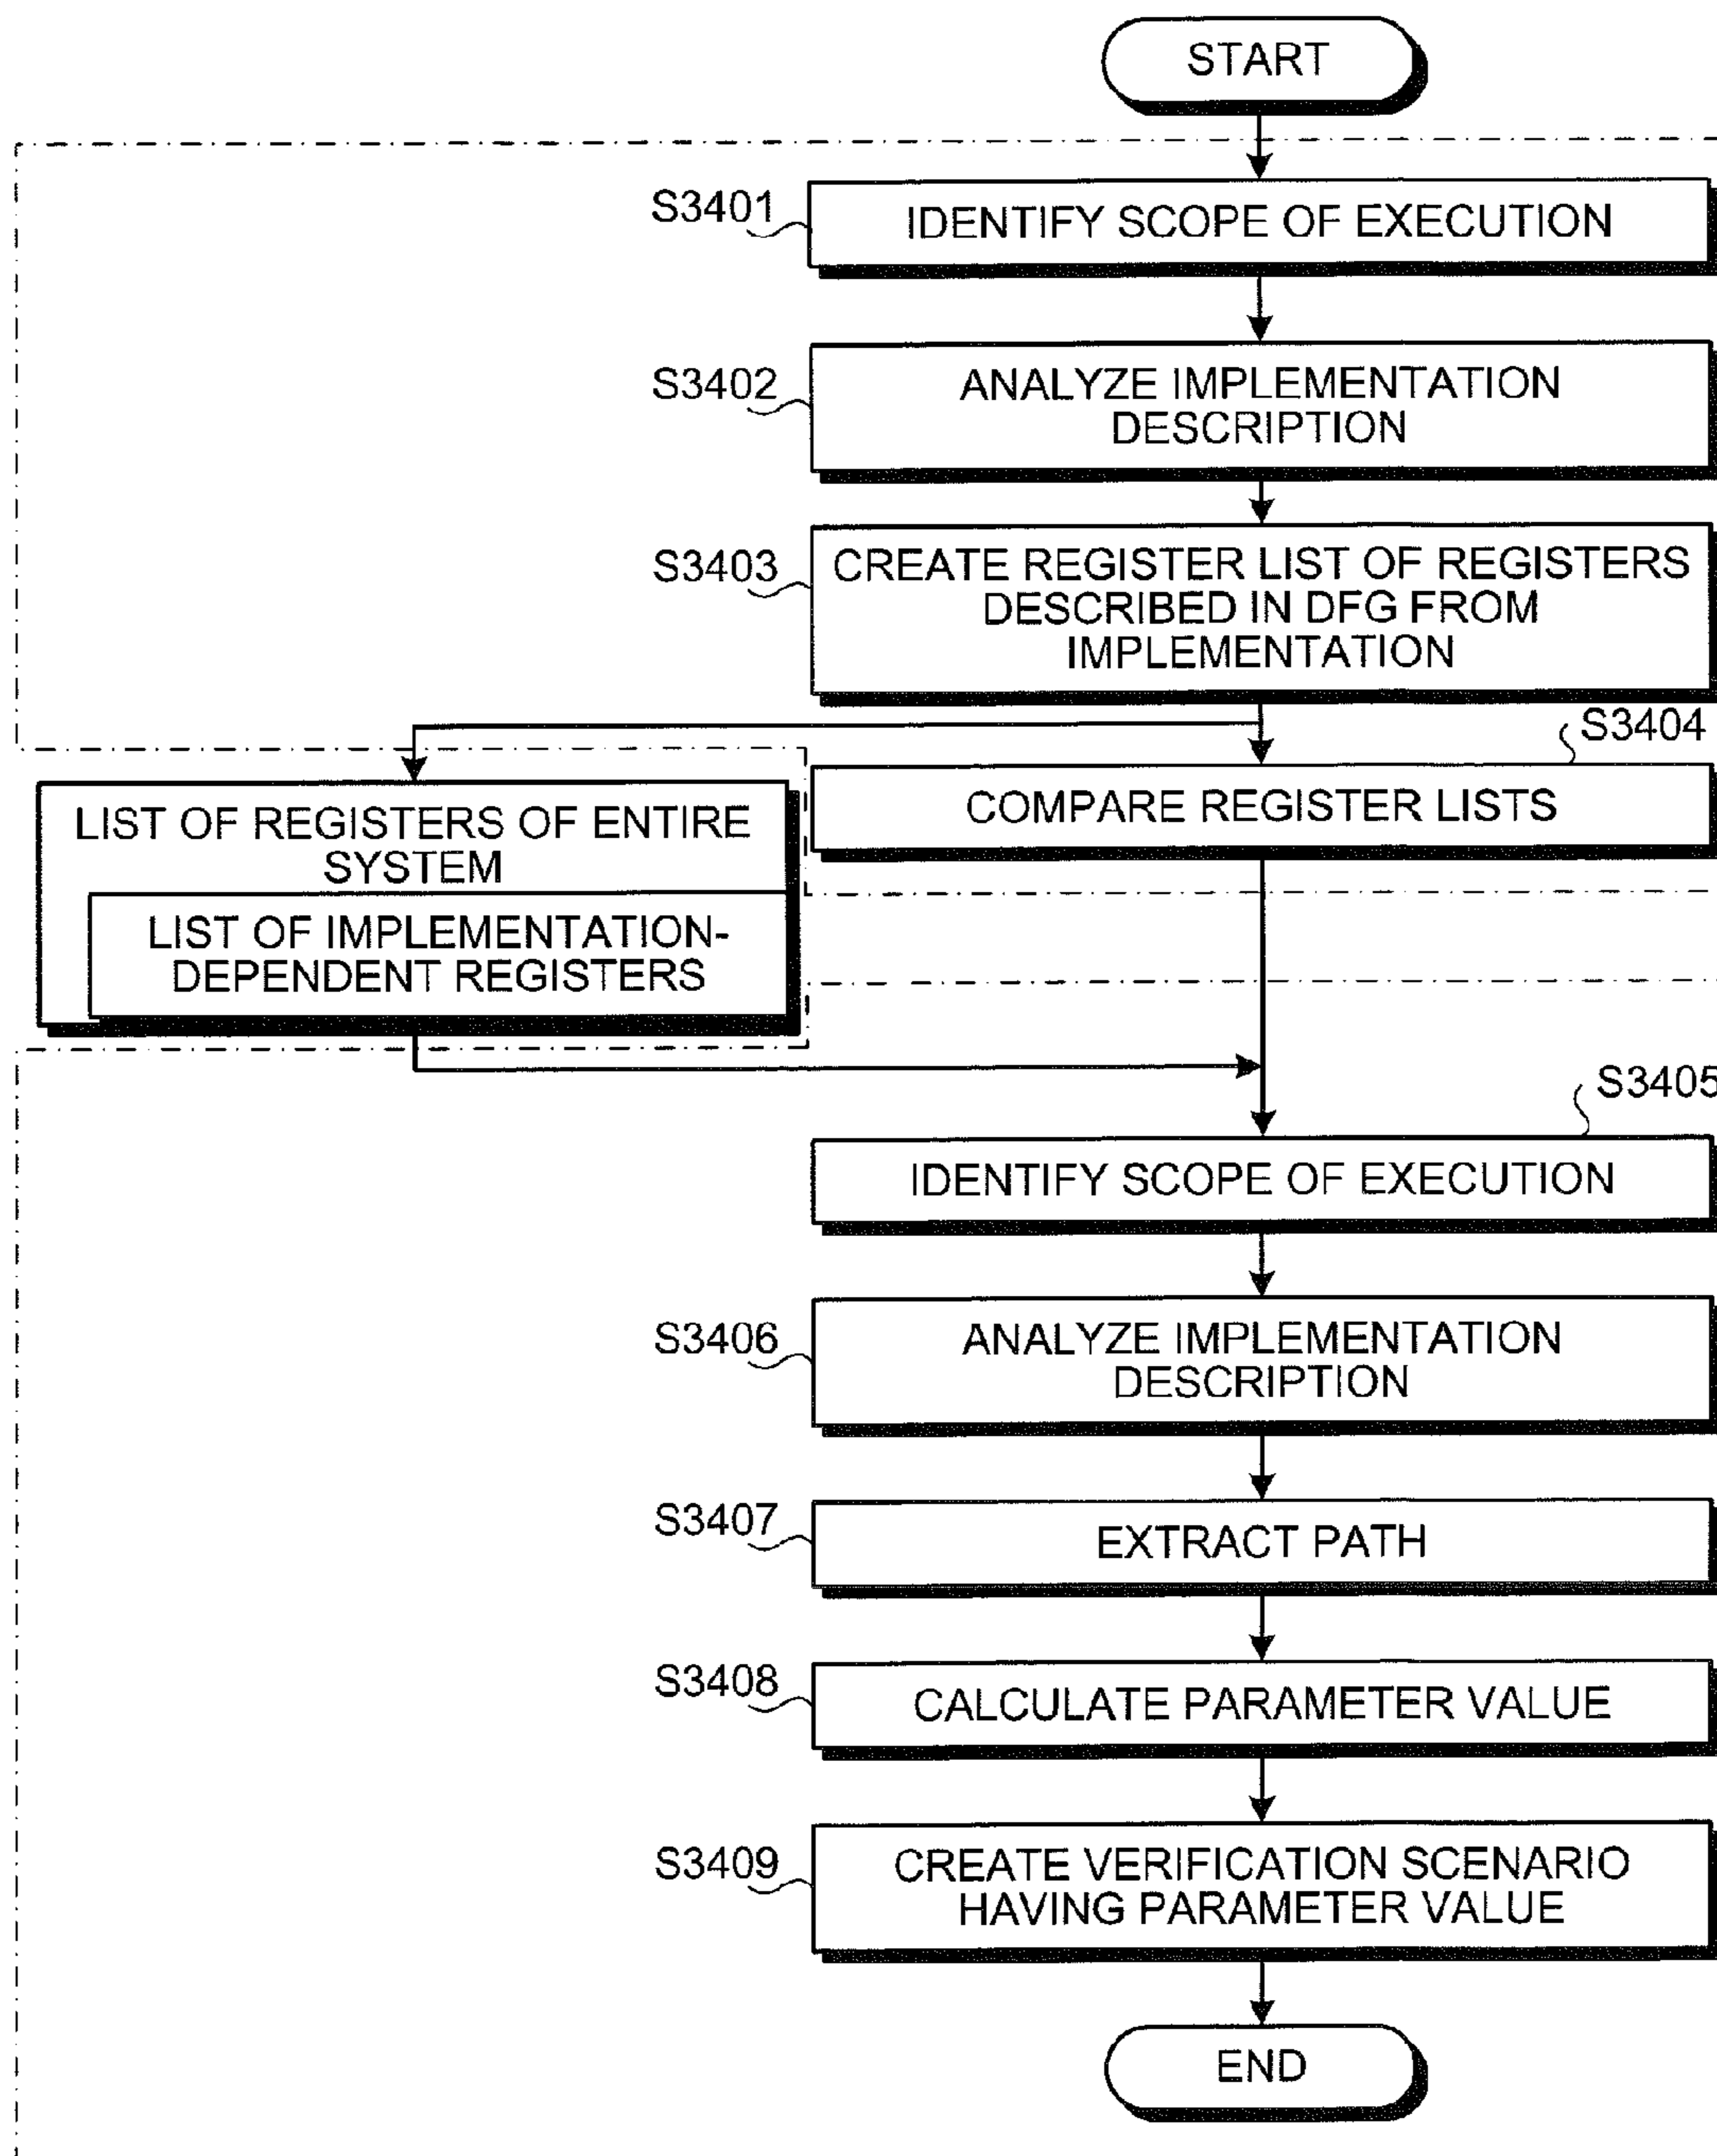 START
S3401
IDENTIFY SCOPE OF EXECUTION
S3402
ANALYZE IMPLEMENTATION
DESCRIPTION
S3403
CREATE REGISTER LIST OF REGISTERS
DESCRIBED IN DFG FROM
IMPLEMENTATION
S3404
COMPARE REGISTER LISTS
LIST OF REGISTERS OF ENTIRE
SYSTEM
LIST OF IMPLEMENTATION-
DEPENDENT REGISTERS
S3405
IDENTIFY SCOPE OF EXECUTION
S3406
ANALYZE IMPLEMENTATION
DESCRIPTION
S3407
EXTRACT PATH
S3408
CALCULATE PARAMETER VALUE
S3409
CREATE VERIFICATION SCENARIO
HAVING PARAMETER VALUE
END